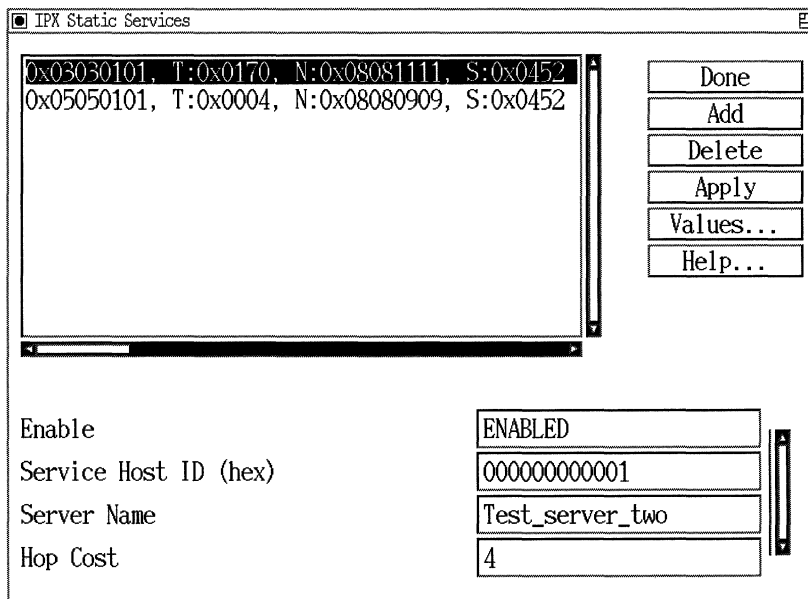 IPX Static Services
0x03030101, T:0x0170, N:0x08081111, S:0x0452
0x05050101, T:0x0004, N:0x08080909, S:0x0452
Done
Add
Delete
Apply
Values...
Help...
Enable ENABLED
Service Host ID (hex) 000000000001
Server Name Test_server_two
Hop Cost 4